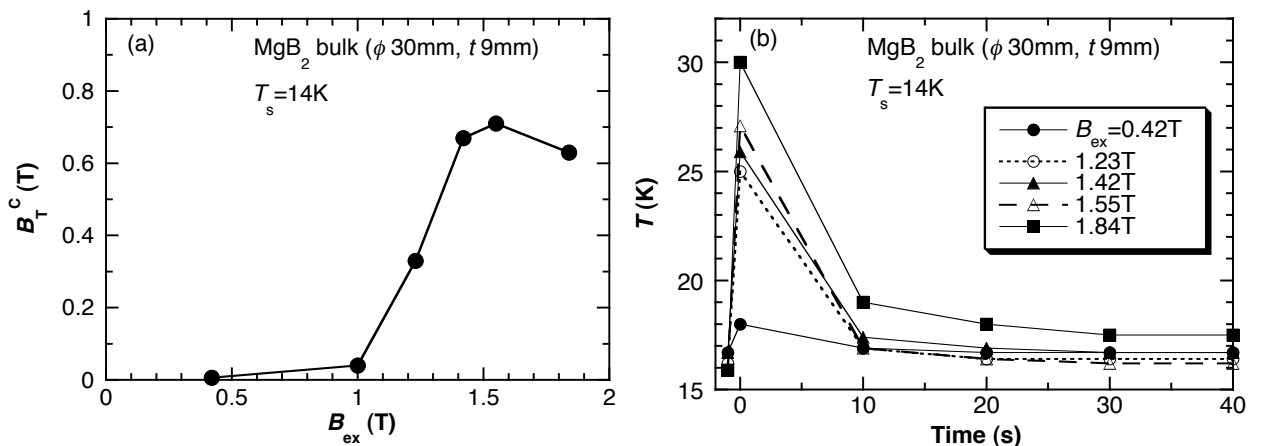 (a)
MgB2 bulk (ϕ 30mm, t 9mm)
Ts=14K
1
0.8
0.6
0.4
0.2
0
BTC (T)
0 0.5 1 1.5 2
Bex (T)
(b)
MgB2 bulk (ϕ 30mm, t 9mm)
Ts=14K
Bex=0.42T
1.23T
1.42T
1.55T
1.84T
30
25
20
15
T (K)
0 10 20 30 40
Time (s)